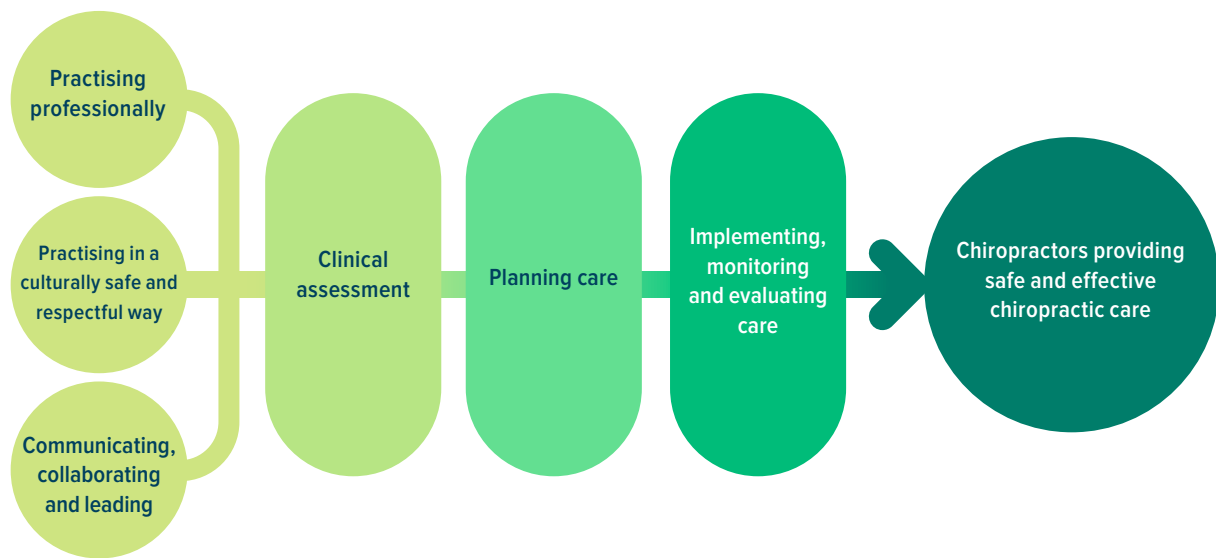 Practising
professionally
Practising in a
culturally safe and
respectful way
Communicating,
collaborating
and leading
Clinical
assessment
Planning care
Implementing,
monitoring
and evaluating
care
Chiropractors providing
safe and effective
chiropractic care